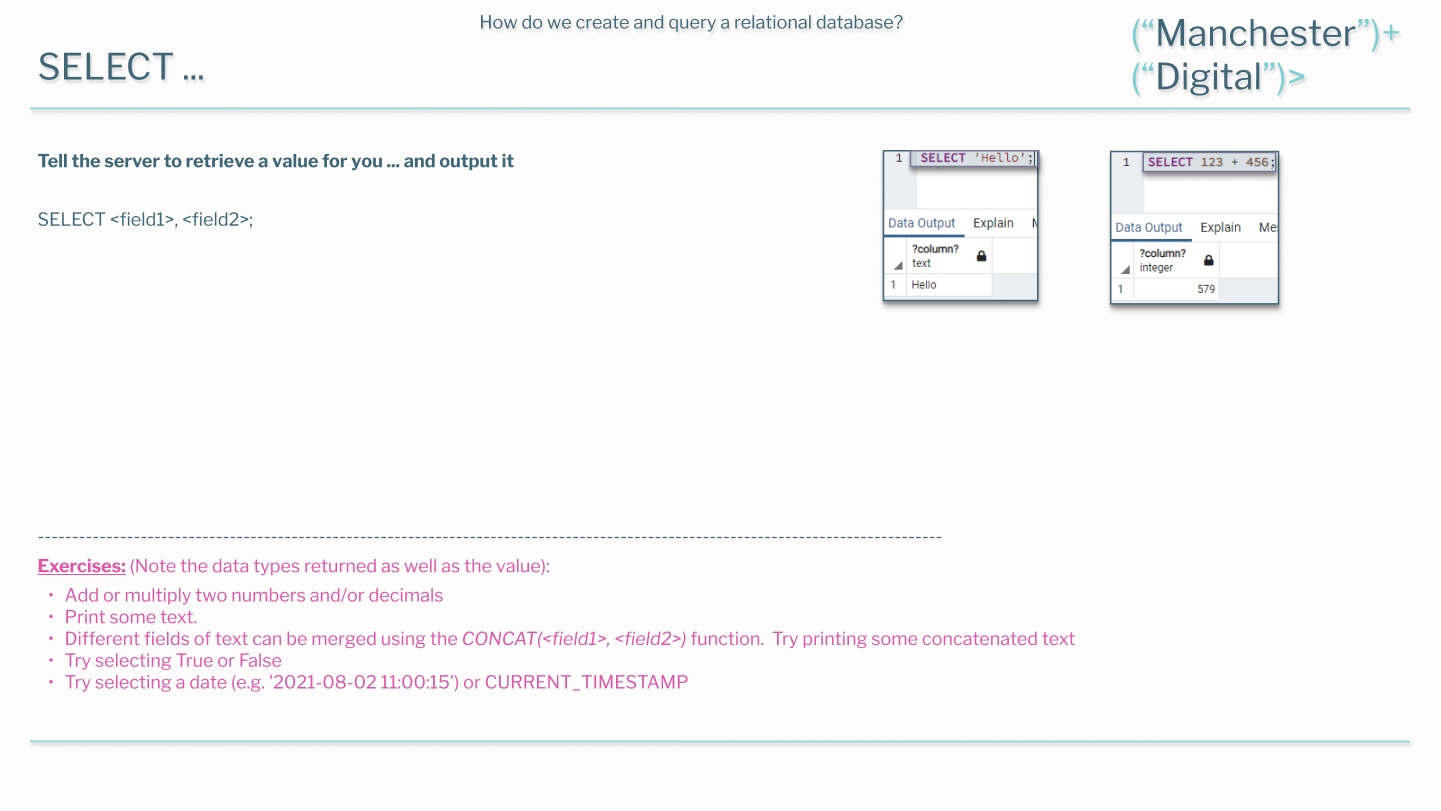 How do we create and query a relational database?
(“Manchester”)+
(“Digital”)>
SELECT ...
Tell the server to retrieve a value for you ... and output it
SELECT <field1>, <field2>;
1 SELECT 'Hello';
Data Output Explain M
?column?
text
1 Hello
1 SELECT 123 + 456;
Data Output Explain Me
?column?
integer
1 579
--------------------------------------------------------------------------------------------------------------------------------------
Exercises: (Note the data types returned as well as the value):
• Add or multiply two numbers and/or decimals
• Print some text.
• Different fields of text can be merged using the CONCAT(<field1>, <field2>) function.  Try printing some concatenated text
• Try selecting True or False
• Try selecting a date (e.g. '2021-08-02 11:00:15') or CURRENT_TIMESTAMP